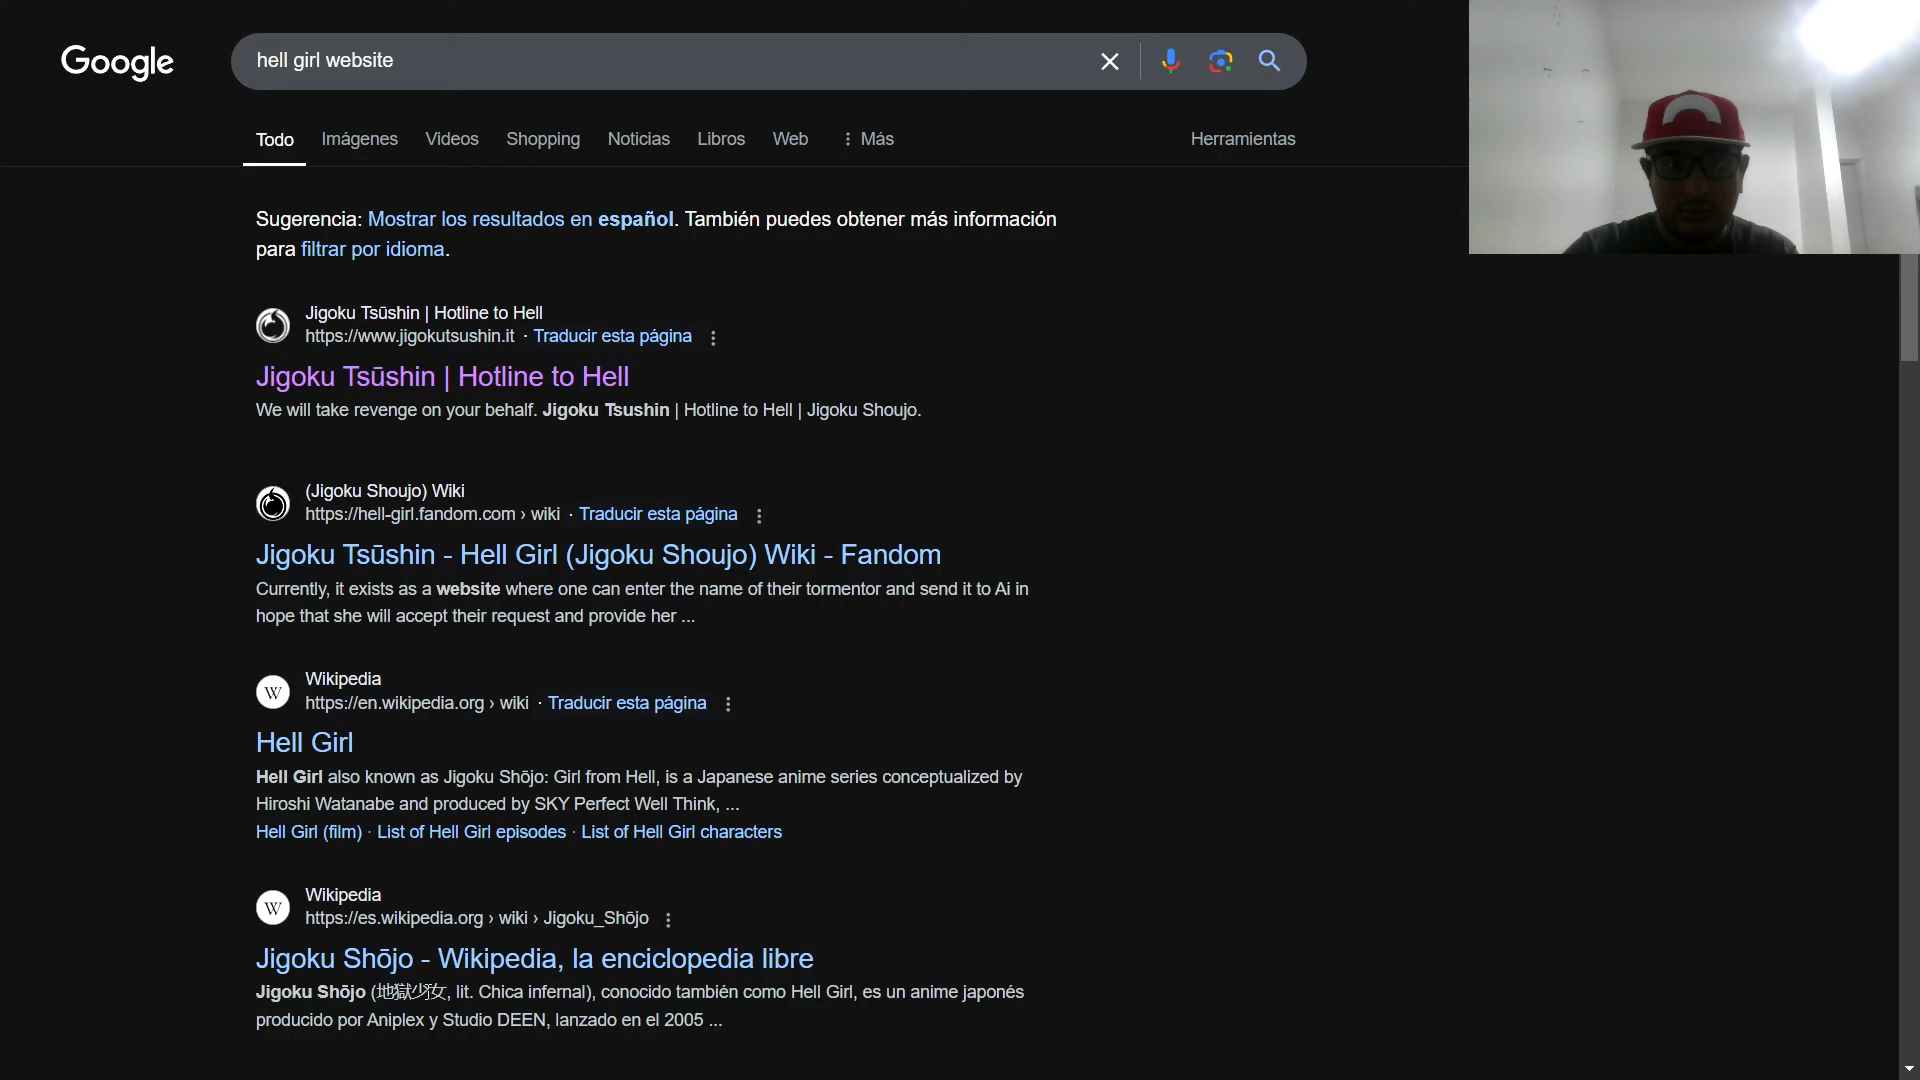 Google
hell girl website
Todo Imágenes Videos Shopping Noticias Libros Web Más Herramientas
Sugerencia: Mostrar los resultados en español. También puedes obtener más información
para filtrar por idioma.
Jigoku Tsūshin | Hotline to Hell
https://www.jigokutsushin.it · Traducir esta página
Jigoku Tsūshin | Hotline to Hell
We will take revenge on your behalf. Jigoku Tsushin | Hotline to Hell | Jigoku Shoujo.
(Jigoku Shoujo) Wiki
https://hell-girl.fandom.com › wiki · Traducir esta página
Jigoku Tsūshin - Hell Girl (Jigoku Shoujo) Wiki - Fandom
Currently, it exists as a website where one can enter the name of their tormentor and send it to Ai in
hope that she will accept their request and provide her ...
W
Wikipedia
https://en.wikipedia.org › wiki · Traducir esta página
Hell Girl
Hell Girl also known as Jigoku Shōjo: Girl from Hell, is a Japanese anime series conceptualized by
Hiroshi Watanabe and produced by SKY Perfect Well Think, ...
Hell Girl (film) · List of Hell Girl episodes · List of Hell Girl characters
W
Wikipedia
https://es.wikipedia.org › wiki › Jigoku_Shōjo
Jigoku Shōjo - Wikipedia, la enciclopedia libre
Jigoku Shōjo (地獄少女, lit. Chica infernal), conocido también como Hell Girl, es un anime japonés
producido por Aniplex y Studio DEEN, lanzado en el 2005 ...